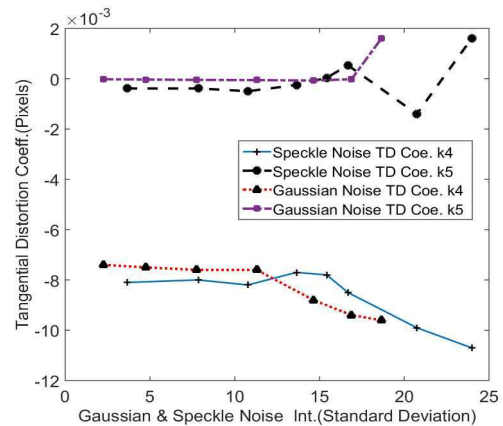 ×10⁻³
2
0
-2
-4
-6
-8
-10
-12
Tangential Distortion Coeff.(Pixels)
Speckle Noise TD Coe. k4
Speckle Noise TD Coe. k5
Gaussian Noise TD Coe. k4
Gaussian Noise TD Coe. k5
0 5 10 15 20 25
Gaussian & Speckle Noise Int.(Standard Deviation)